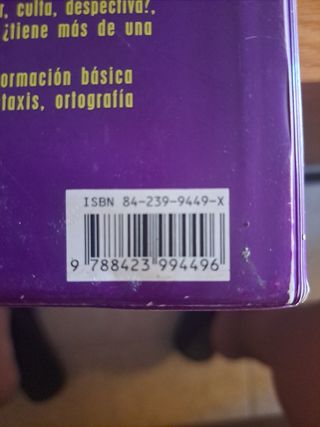 , culta, despectiva?,
¿tiene más de una
ormación básica
taxis, ortografía
ISBN 84-239-9449-X
9 788423 994496